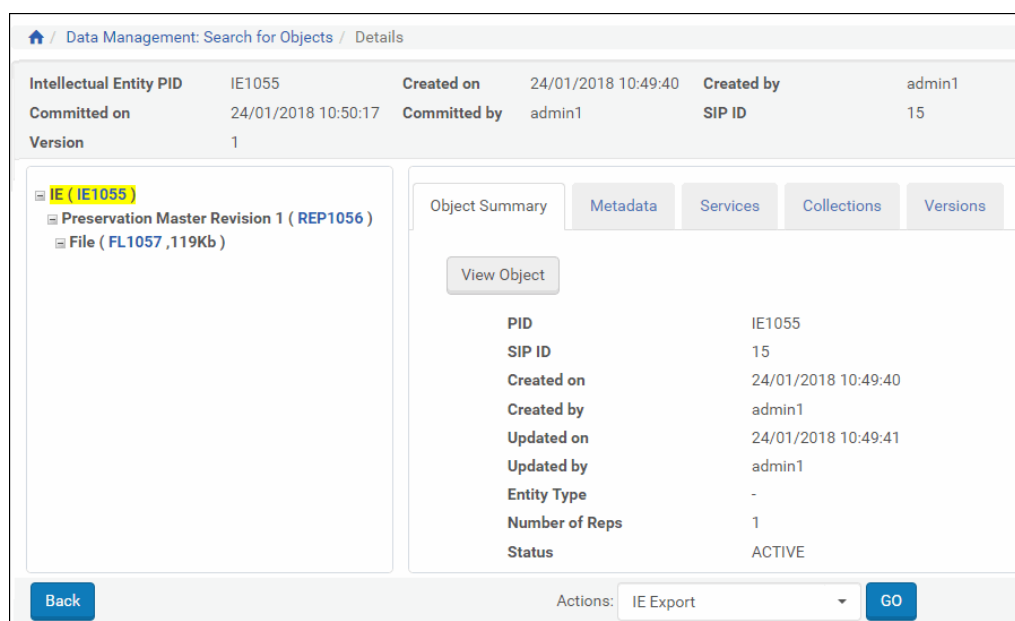 / Data Management: Search for Objects / Details
Intellectual Entity PID IE1055 Created on 24/01/2018 10:49:40 Created by admin1
Committed on 24/01/2018 10:50:17 Committed by admin1 SIP ID 15
Version 1
IE ( IE1055 )
Preservation Master Revision 1 ( REP1056 )
File ( FL1057 ,119Kb )
Object Summary Metadata Services Collections Versions
View Object
PID IE1055
SIP ID 15
Created on 24/01/2018 10:49:40
Created by admin1
Updated on 24/01/2018 10:49:41
Updated by admin1
Entity Type -
Number of Reps 1
Status ACTIVE
Back Actions: IE Export GO